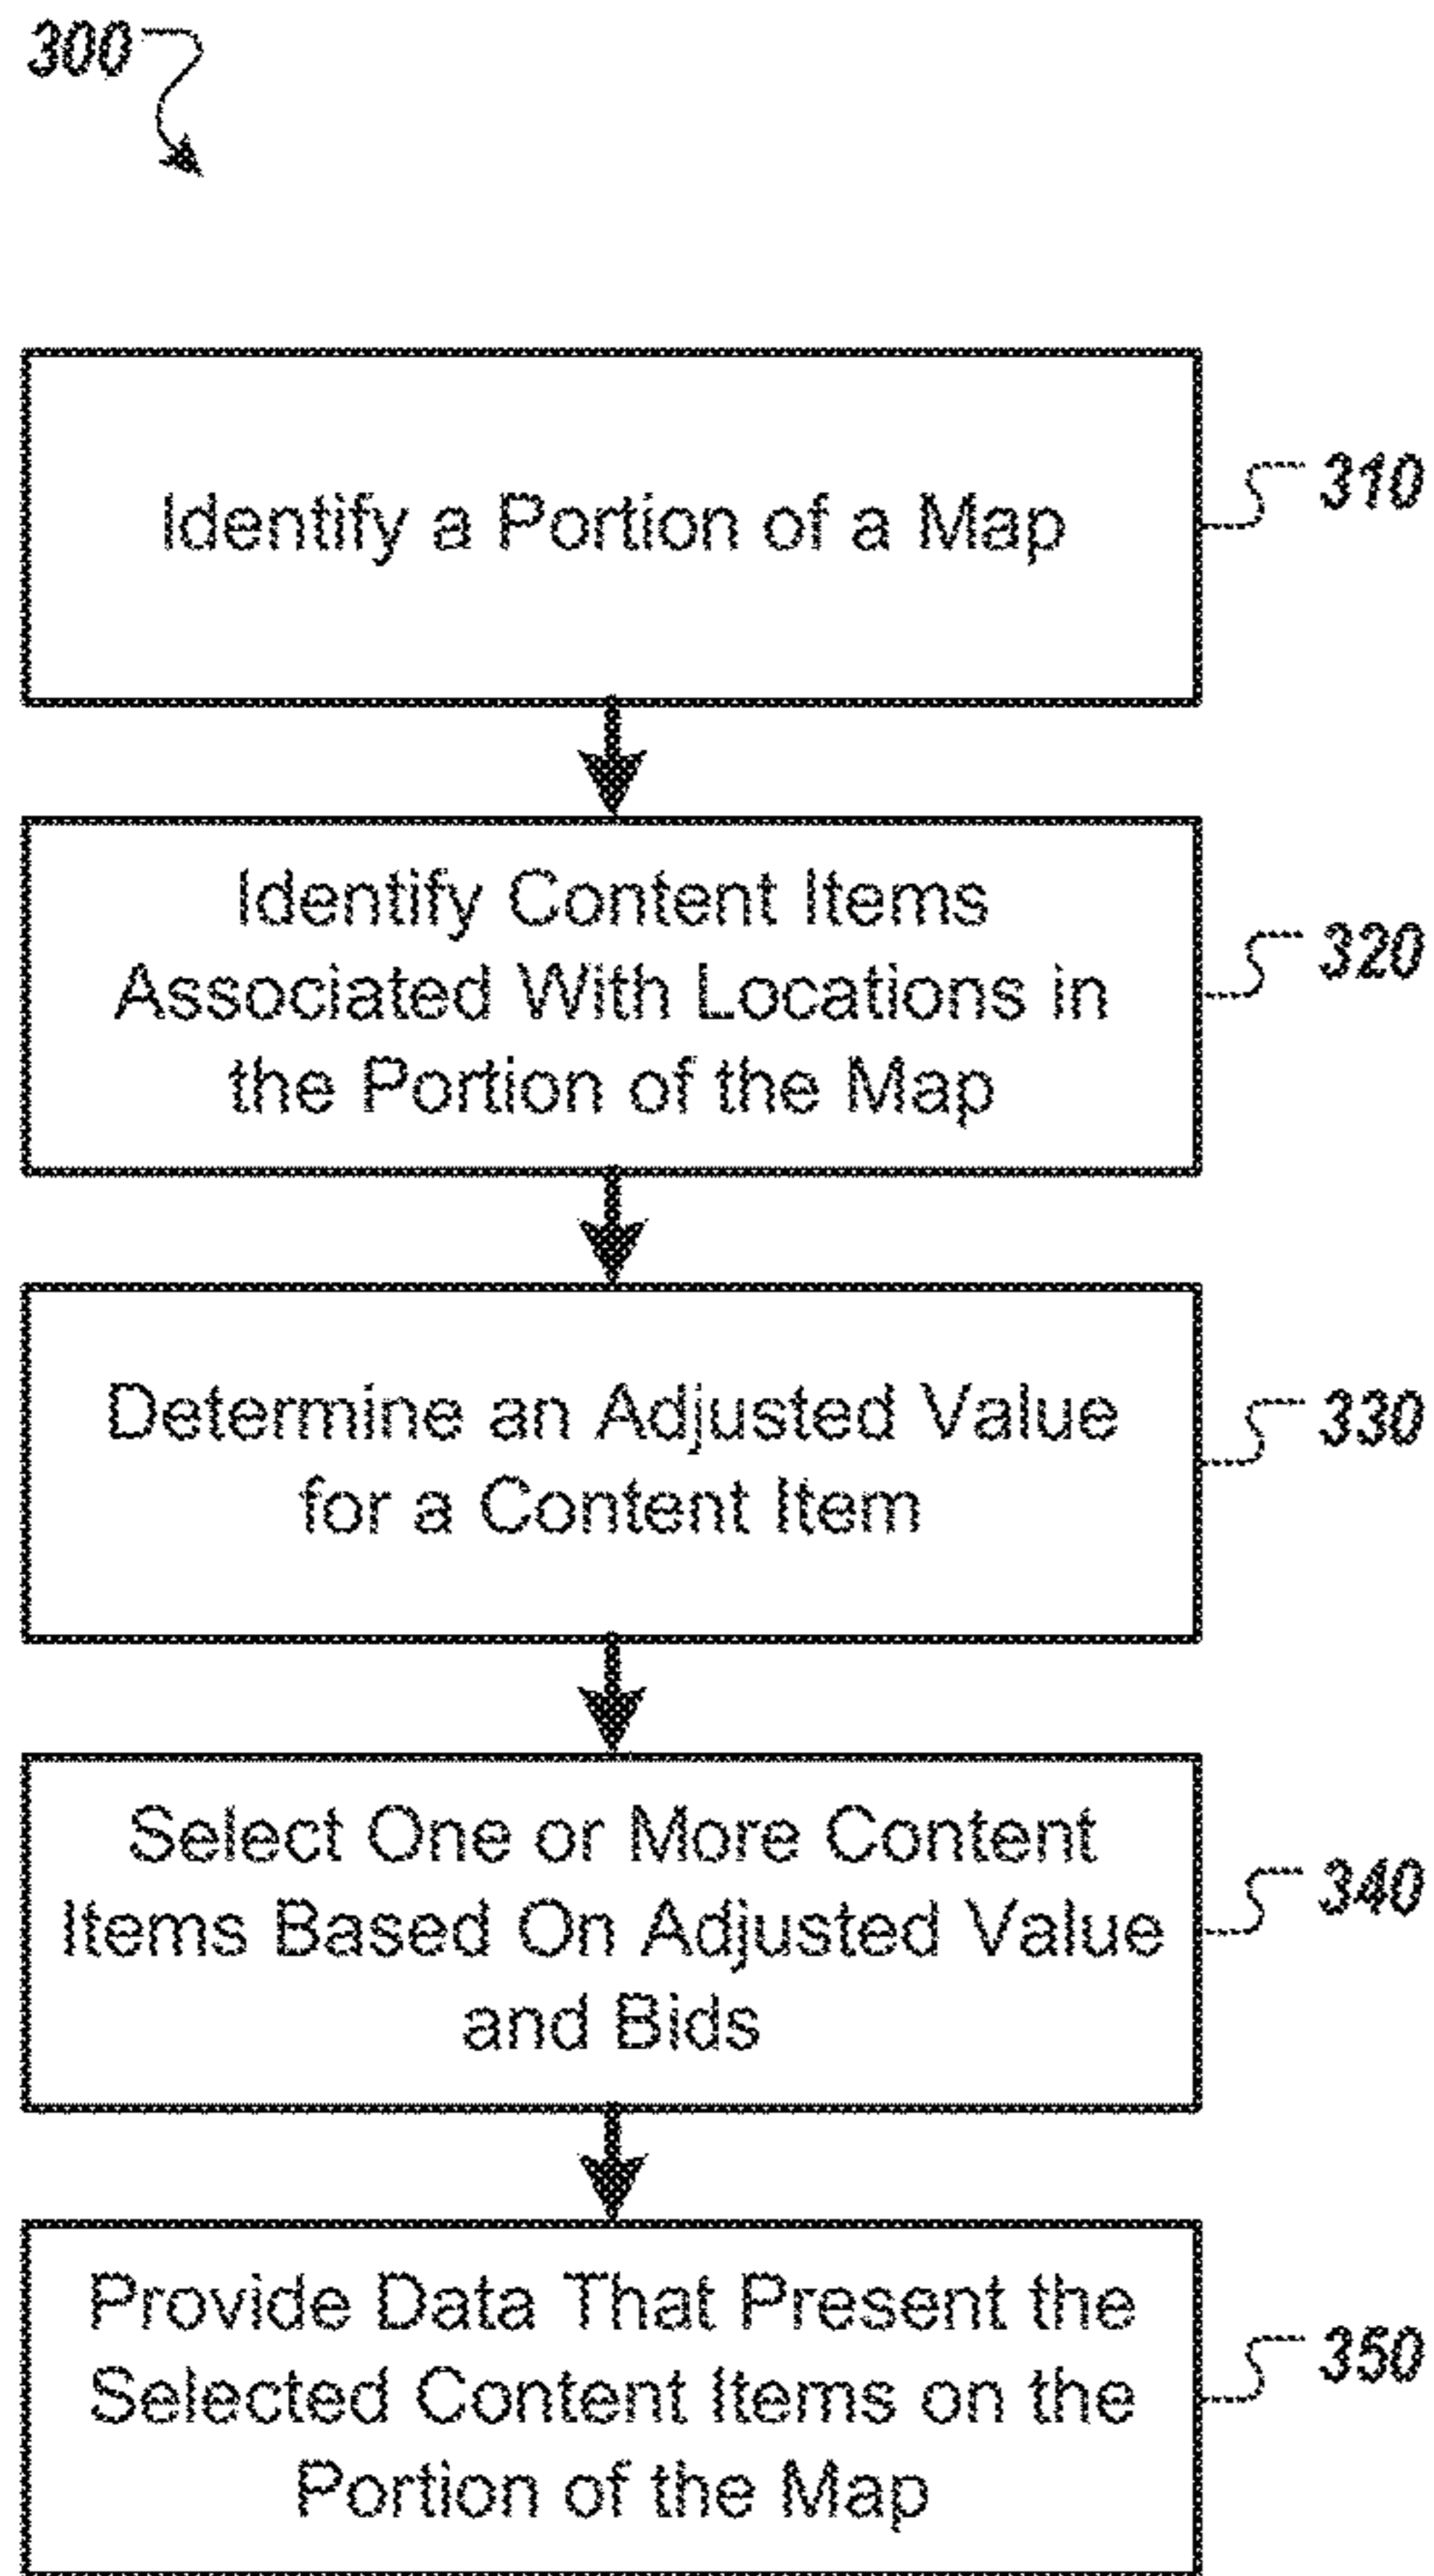 300
Identify a Portion of a Map
310
Identify Content Items
Associated With Locations in
the Portion of the Map
320
Determine an Adjusted Value
for a Content Item
330
Select One or More Content
Items Based On Adjusted Value
and Bids
340
Provide Data That Present the
Selected Content Items on the
Portion of the Map
350